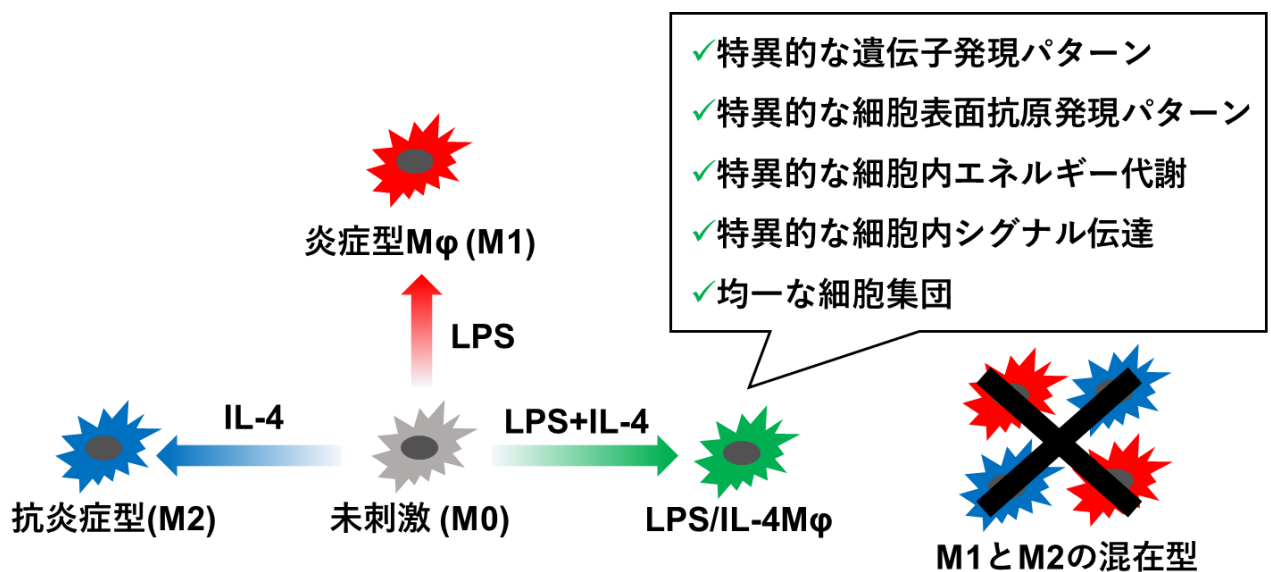 ✓特異的な遺伝子発現パターン
✓特異的な細胞表面抗原発現パターン
✓特異的な細胞内エネルギー代謝
✓特異的な細胞内シグナル伝達
✓均一な細胞集団
炎症型Mφ (M1)
LPS
IL-4
LPS+IL-4
抗炎症型(M2)
未刺激 (M0)
LPS/IL-4Mφ
M1とM2の混在型